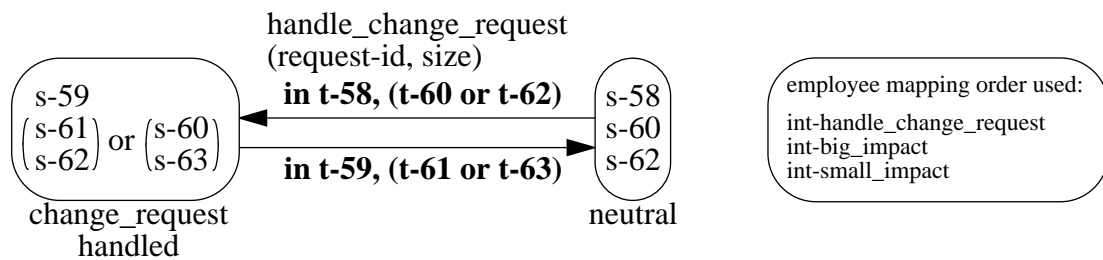 handle_change_request
(request-id, size)
in t-58, (t-60 or t-62)
s-59
(s-61 s-62) or (s-60 s-63)
change_request
handled
in t-59, (t-61 or t-63)
s-58
s-60
s-62
neutral
employee mapping order used:
int-handle_change_request
int-big_impact
int-small_impact